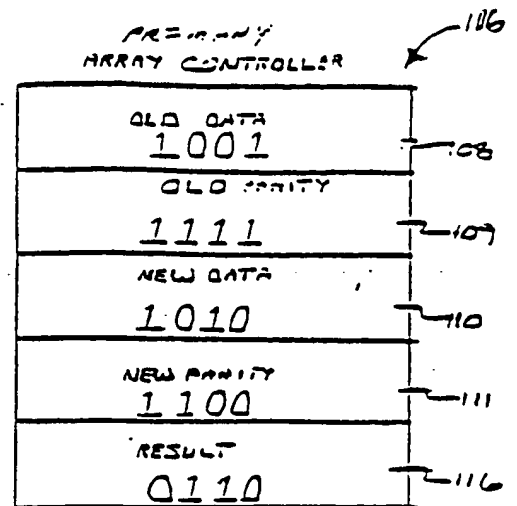 106
PRIMARY
ARRAY CONTROLLER
OLD DATA
1001
108
OLD PARITY
1111
109
NEW DATA
1010
110
NEW PARITY
1100
111
RESULT
0110
116